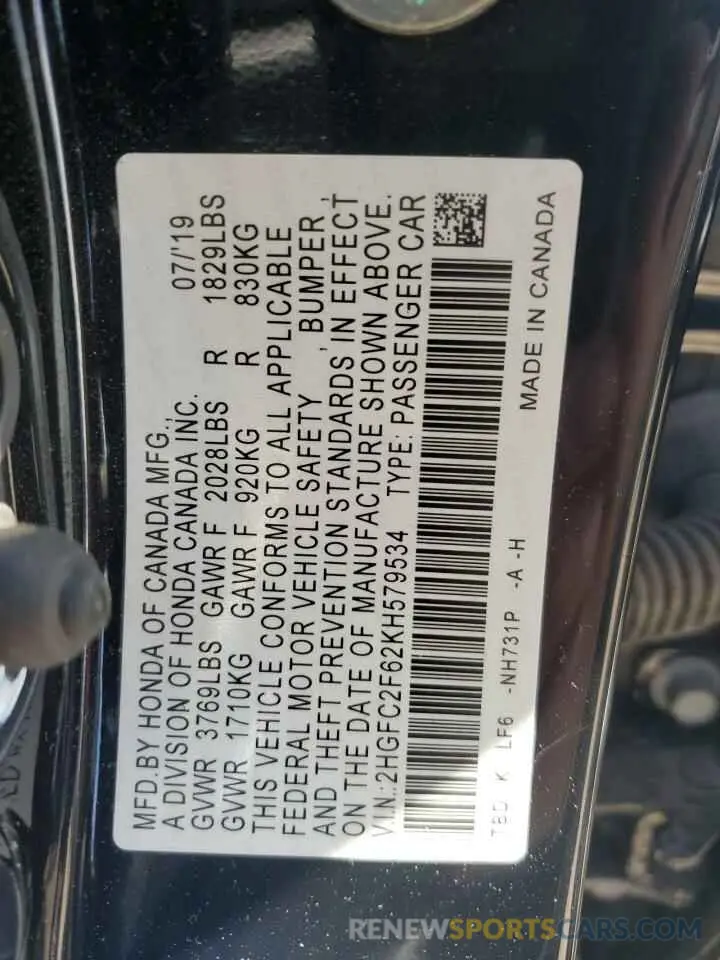 MFD.BY HONDA OF CANADA MFG.,
A DIVISION OF HONDA CANADA INC. 07/'19
GVWR 3769LBS GAWR F 2028LBS R 1829LBS
GVWR 1710KG GAWR F 920KG R 830KG
THIS VEHICLE CONFORMS TO ALL APPLICABLE
FEDERAL MOTOR VEHICLE SAFETY, BUMPER,
AND THEFT PREVENTION STANDARDS IN EFFECT
ON THE DATE OF MANUFACTURE SHOWN ABOVE.
V.I.N.:2HGFC2F62KH579534 TYPE: PASSENGER CAR
TBD K LF6 -NH731P -A -H MADE IN CANADA
RENEWSPORTSCARS.COM